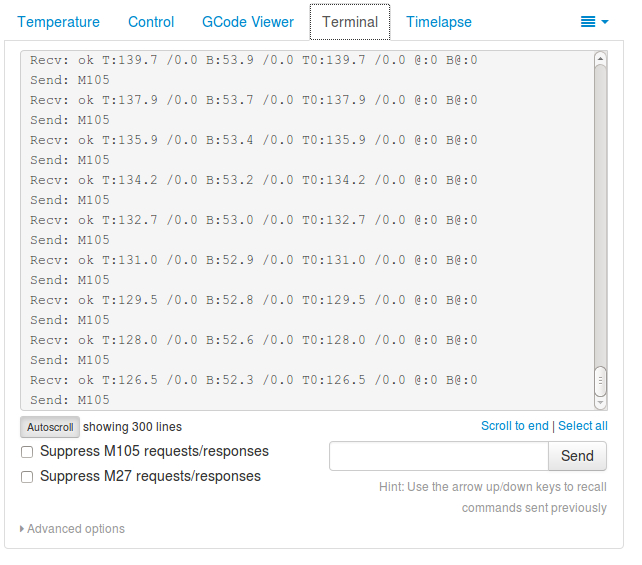 Temperature Control GCode Viewer Terminal Timelapse
Recv: ok T:139.7 /0.0 B:53.9 /0.0 T0:139.7 /0.0 @:0 B@:0
Send: M105
Recv: ok T:137.9 /0.0 B:53.7 /0.0 T0:137.9 /0.0 @:0 B@:0
Send: M105
Recv: ok T:135.9 /0.0 B:53.4 /0.0 T0:135.9 /0.0 @:0 B@:0
Send: M105
Recv: ok T:134.2 /0.0 B:53.2 /0.0 T0:134.2 /0.0 @:0 B@:0
Send: M105
Recv: ok T:132.7 /0.0 B:53.0 /0.0 T0:132.7 /0.0 @:0 B@:0
Send: M105
Recv: ok T:131.0 /0.0 B:52.9 /0.0 T0:131.0 /0.0 @:0 B@:0
Send: M105
Recv: ok T:129.5 /0.0 B:52.8 /0.0 T0:129.5 /0.0 @:0 B@:0
Send: M105
Recv: ok T:128.0 /0.0 B:52.6 /0.0 T0:128.0 /0.0 @:0 B@:0
Send: M105
Recv: ok T:126.5 /0.0 B:52.3 /0.0 T0:126.5 /0.0 @:0 B@:0
Send: M105
Autoscroll showing 300 lines Scroll to end | Select all
Suppress M105 requests/responses
Suppress M27 requests/responses
Send
Hint: Use the arrow up/down keys to recall
commands sent previously
Advanced options